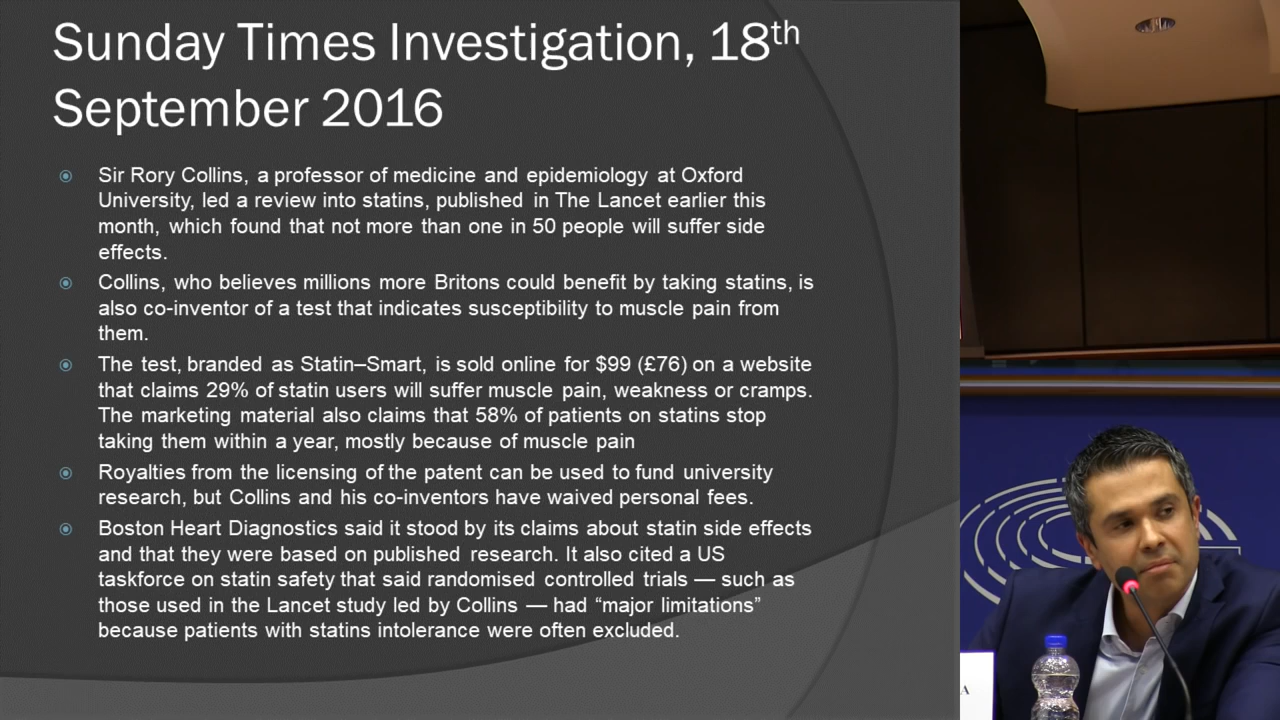 Sunday Times Investigation, 18th
September 2016
Sir Rory Collins, a professor of medicine and epidemiology at Oxford
University, led a review into statins, published in The Lancet earlier this
month, which found that not more than one in 50 people will suffer side
effects.
Collins, who believes millions more Britons could benefit by taking statins, is
also co-inventor of a test that indicates susceptibility to muscle pain from
them.
The test, branded as Statin–Smart, is sold online for $99 (£76) on a website
that claims 29% of statin users will suffer muscle pain, weakness or cramps.
The marketing material also claims that 58% of patients on statins stop
taking them within a year, mostly because of muscle pain
Royalties from the licensing of the patent can be used to fund university
research, but Collins and his co-inventors have waived personal fees.
Boston Heart Diagnostics said it stood by its claims about statin side effects
and that they were based on published research. It also cited a US
taskforce on statin safety that said randomised controlled trials — such as
those used in the Lancet study led by Collins — had “major limitations”
because patients with statins intolerance were often excluded.
A